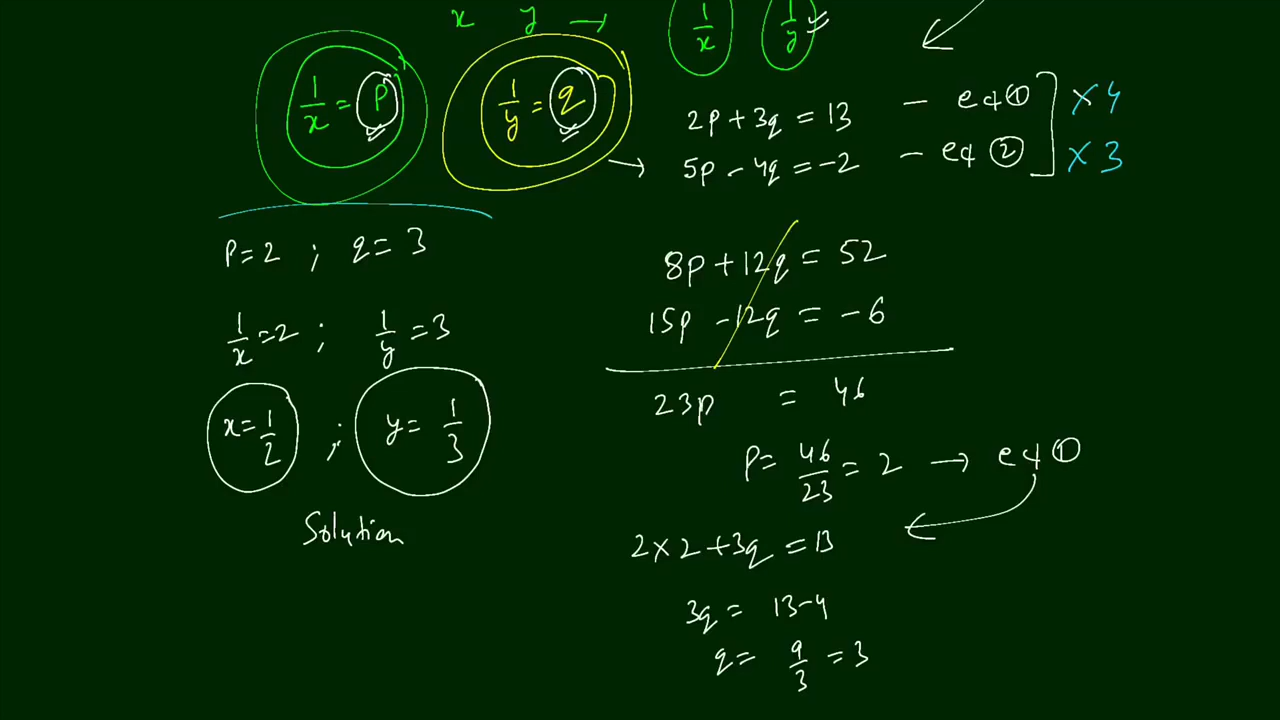 x y → 1/x 1/y
1/x = p 1/y = q
2p + 3q = 13 — eq ① × 4
→ 5p - 4q = -2 — eq ② × 3
p = 2 ; q = 3
8p + 12q = 52
15p - 12q = -6
1/x = 2 ; 1/y = 3
23p = 46
x = 1/2 ; y = 1/3
p = 46/23 = 2 → eq ①
Solution
2 × 2 + 3q = 13
3q = 13 - 4
q = 9/3 = 3